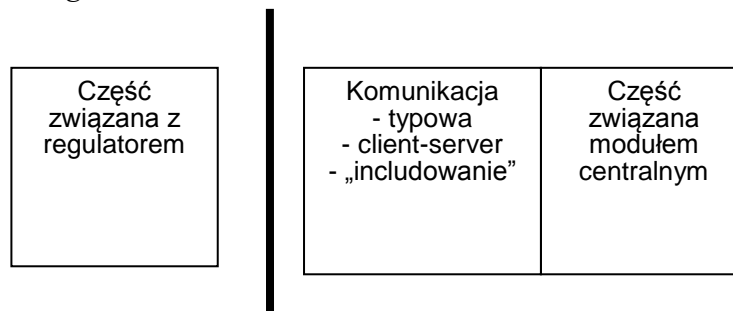 Część
związana z
regulatorem
Komunikacja
- typowa
- client-server
- „includowanie”
Część
związana
modułem
centralnym